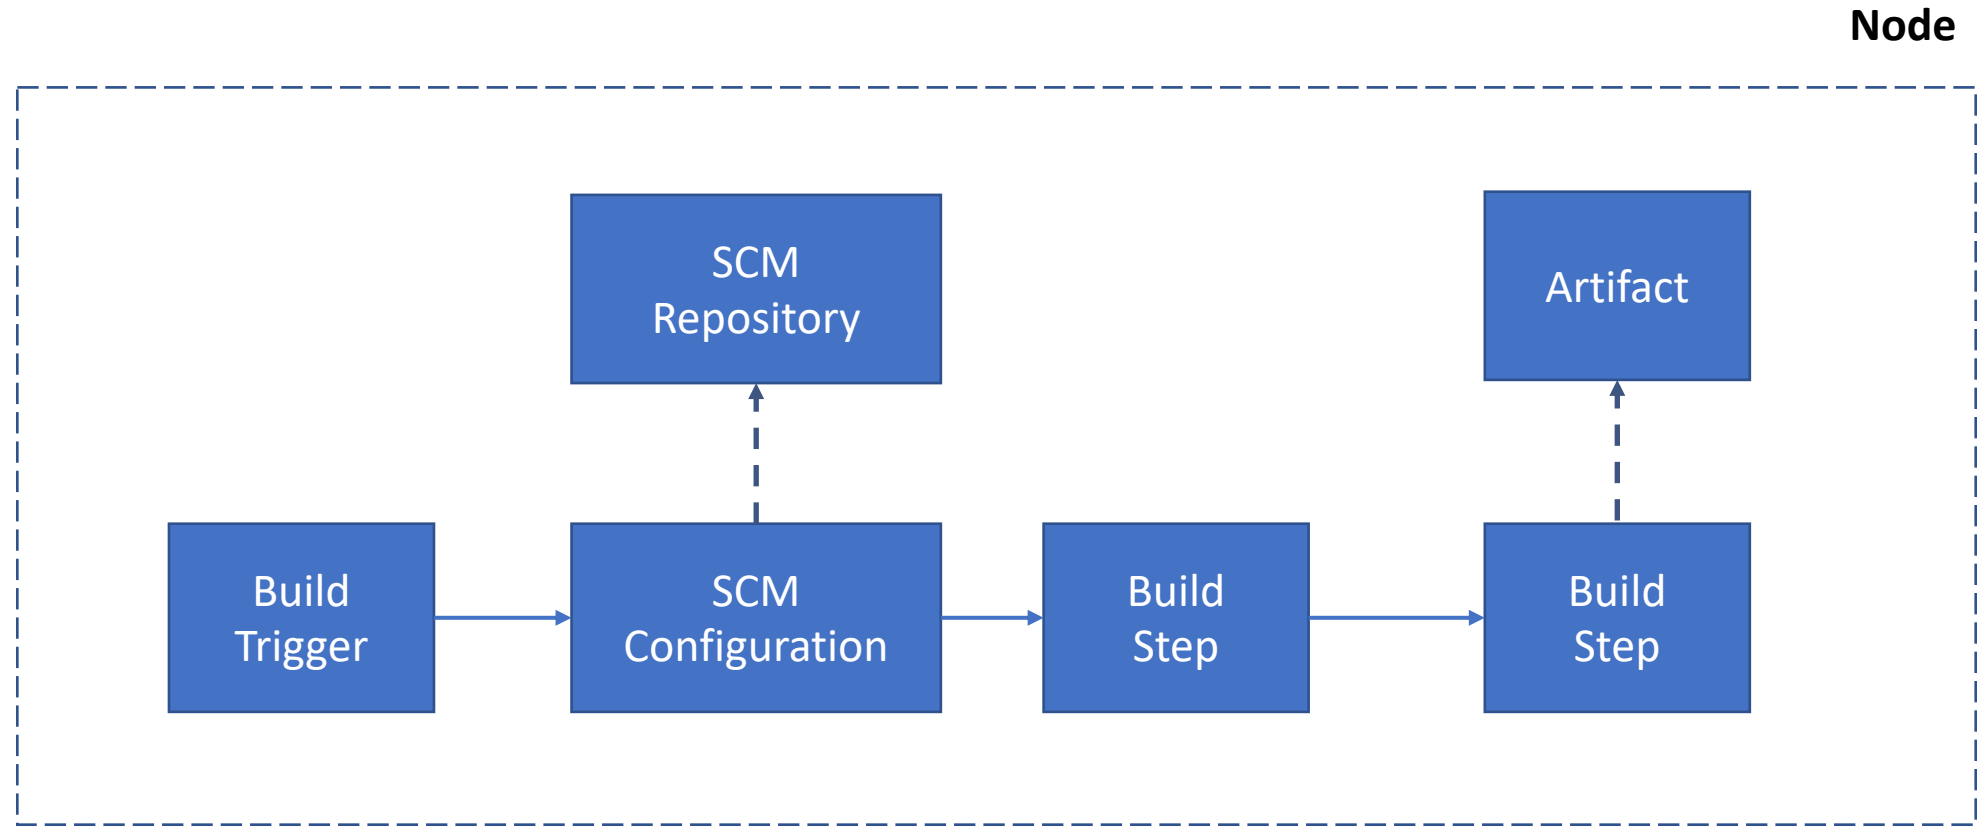 Node
SCM
Repository
Artifact
Build
Trigger
SCM
Configuration
Build
Step
Build
Step